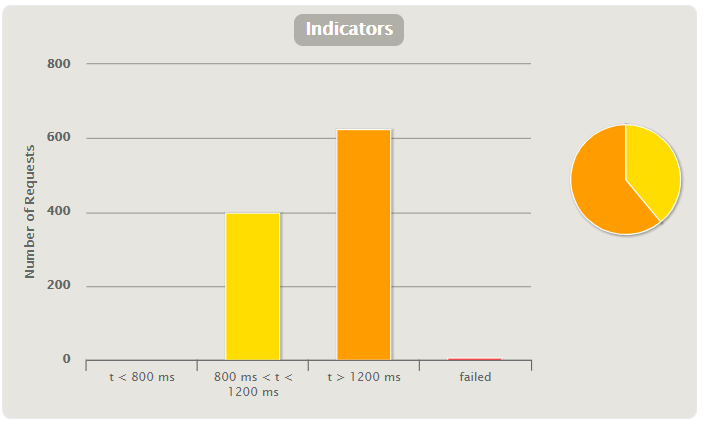 Indicators
800
600
400
200
0
Number of Requests
t < 800 ms
800 ms < t <
1200 ms
t > 1200 ms
failed